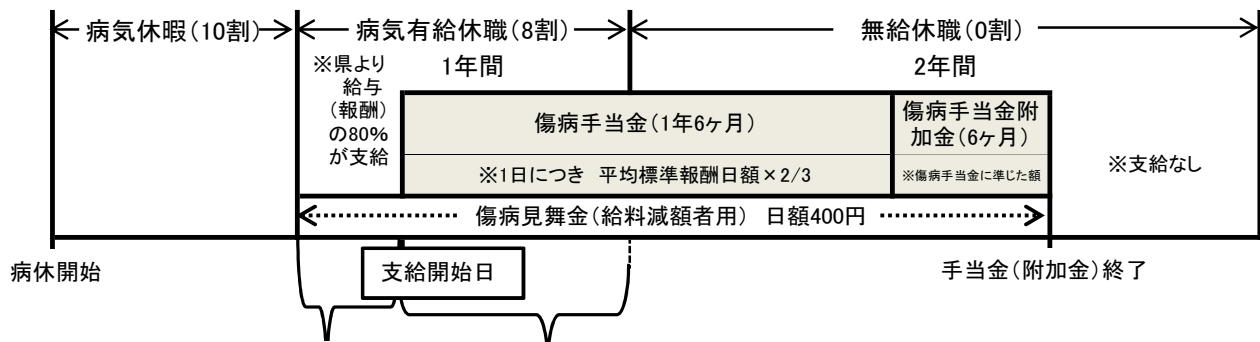 病気休暇(10割)
病気有給休職(8割)
無給休職(0割)
※県より
給与
(報酬)
の80%
が支給
1年間
2年間
傷病手当金(1年6ヶ月)
※1日につき 平均標準報酬日額×2/3
傷病手当金附
加金(6ヶ月)
※傷病手当金に準じた額
※支給なし
傷病見舞金(給料減額者用) 日額400円
病休開始
支給開始日
手当金(附加金)終了